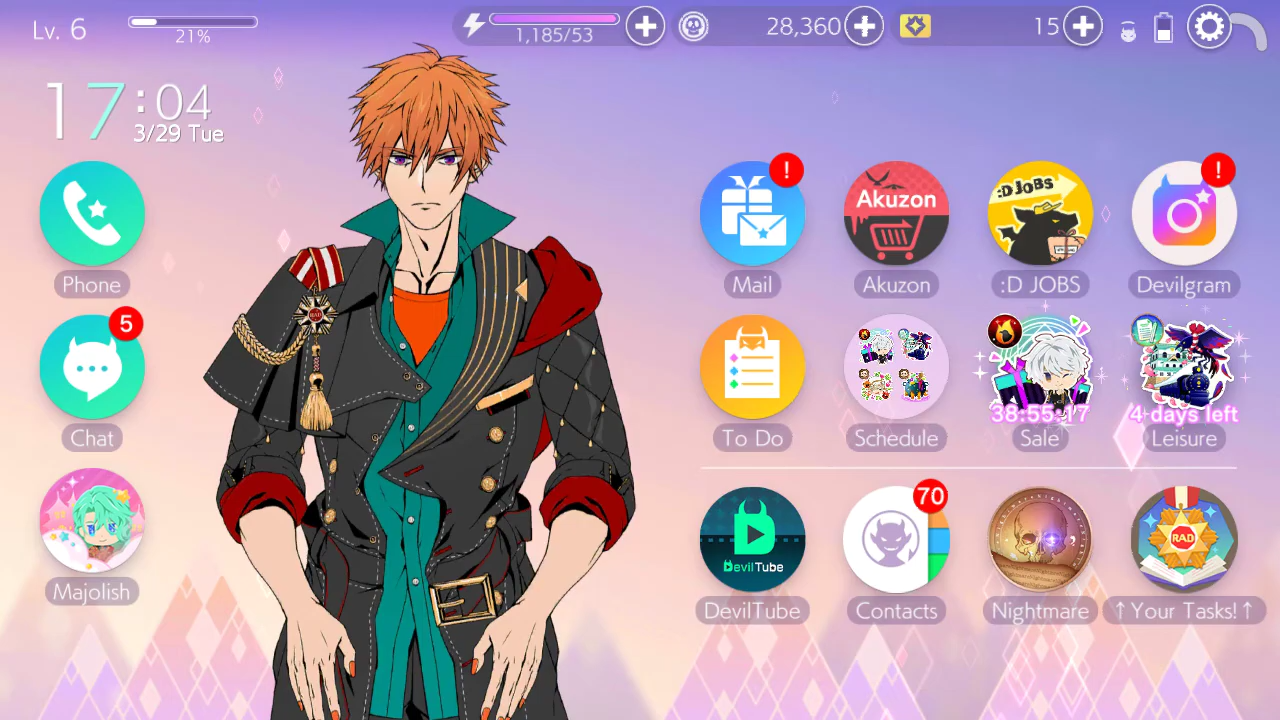 Lv. 6
21%
1,185/53
28,360
15
17:04
3/29 Tue
Phone
!
Mail
Akuzon
Akuzon
:D JOBS
:D JOBS
!
Devilgram
5
Chat
To Do
Schedule
38:55:17
Sale
4 days left
Leisure
Majolish
RAD
DevilTube
DevilTube
70
Contacts
Nightmare
RAD
↑Your Tasks!↑